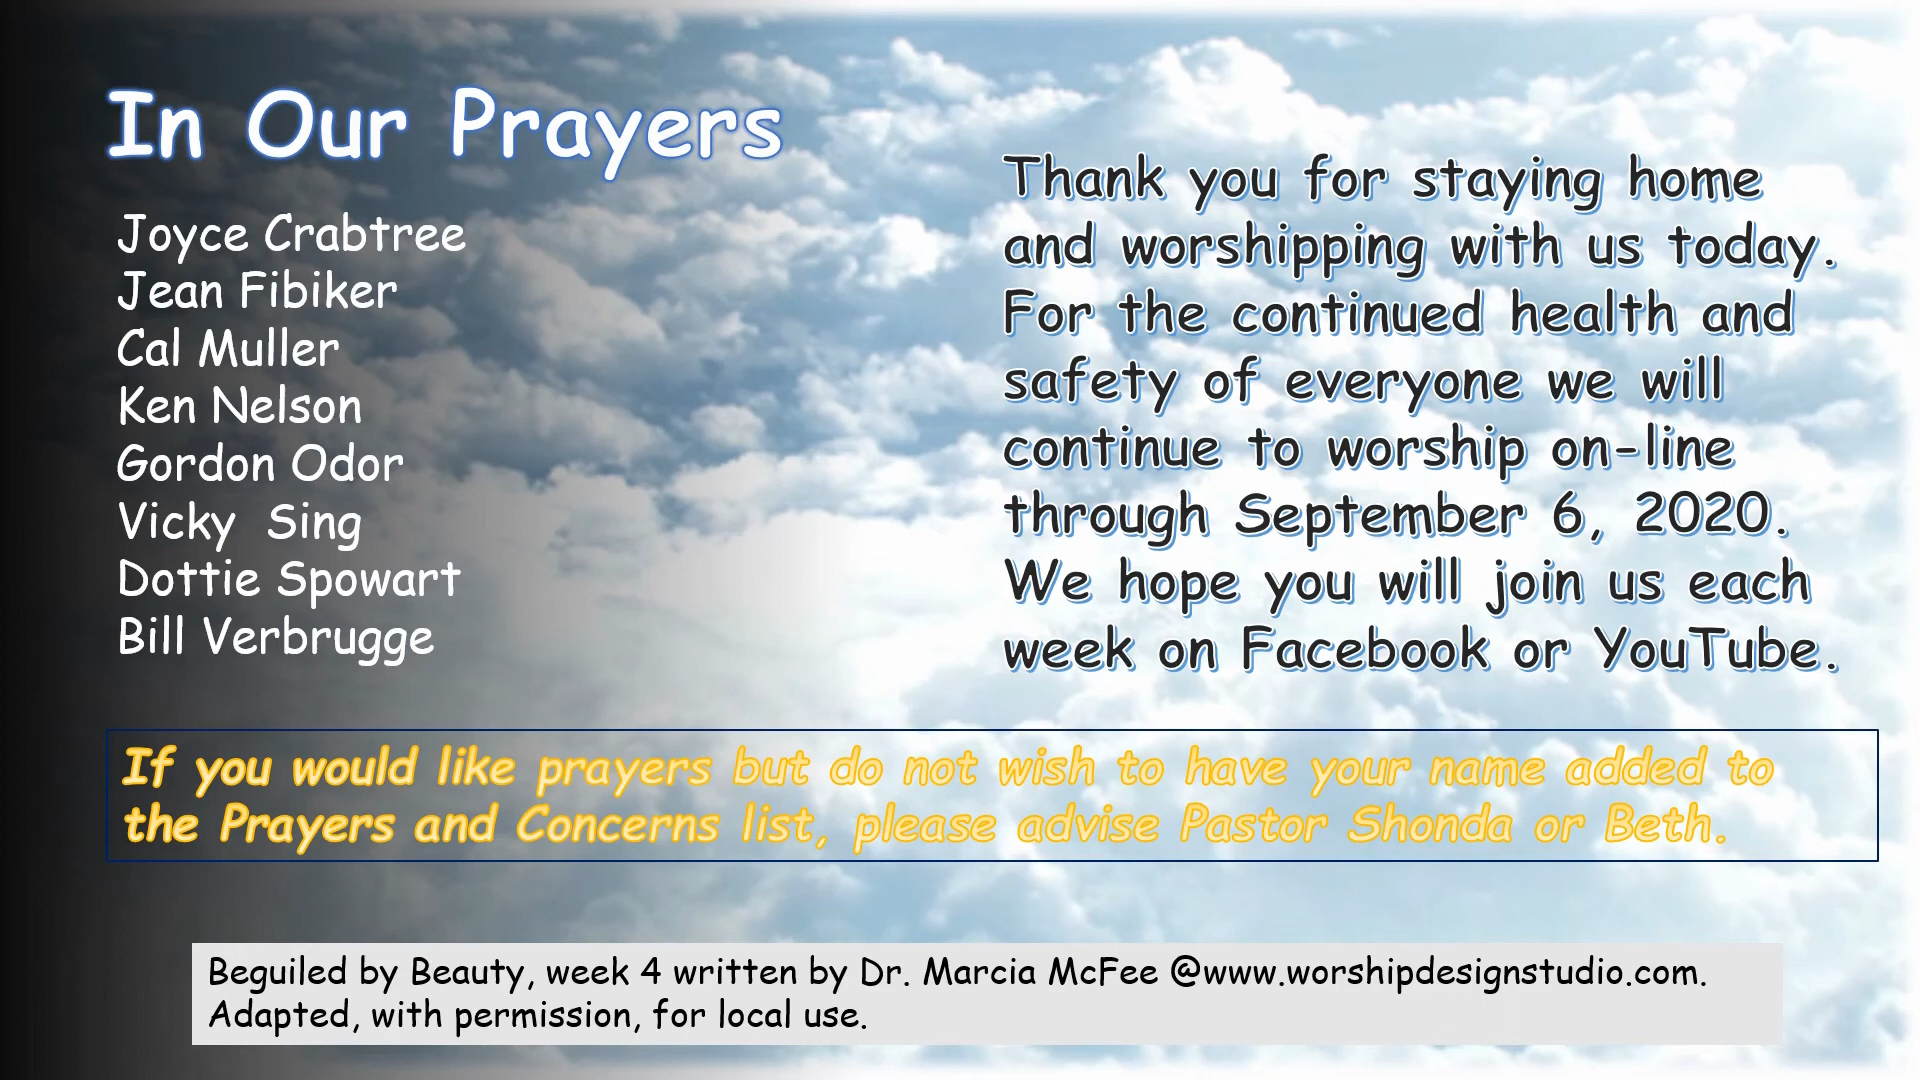 In Our Prayers
Joyce Crabtree
Jean Fibiker
Cal Muller
Ken Nelson
Gordon Odor
Vicky  Sing
Dottie Spowart
Bill Verbrugge
Thank you for staying home
and worshipping with us today.
For the continued health and
safety of everyone we will
continue to worship on-line
through September 6, 2020.
We hope you will join us each
week on Facebook or YouTube.
If you would like prayers but do not wish to have your name added to
the Prayers and Concerns list, please advise Pastor Shonda or Beth.
Beguiled by Beauty, week 4 written by Dr. Marcia McFee @www.worshipdesignstudio.com.
Adapted, with permission, for local use.